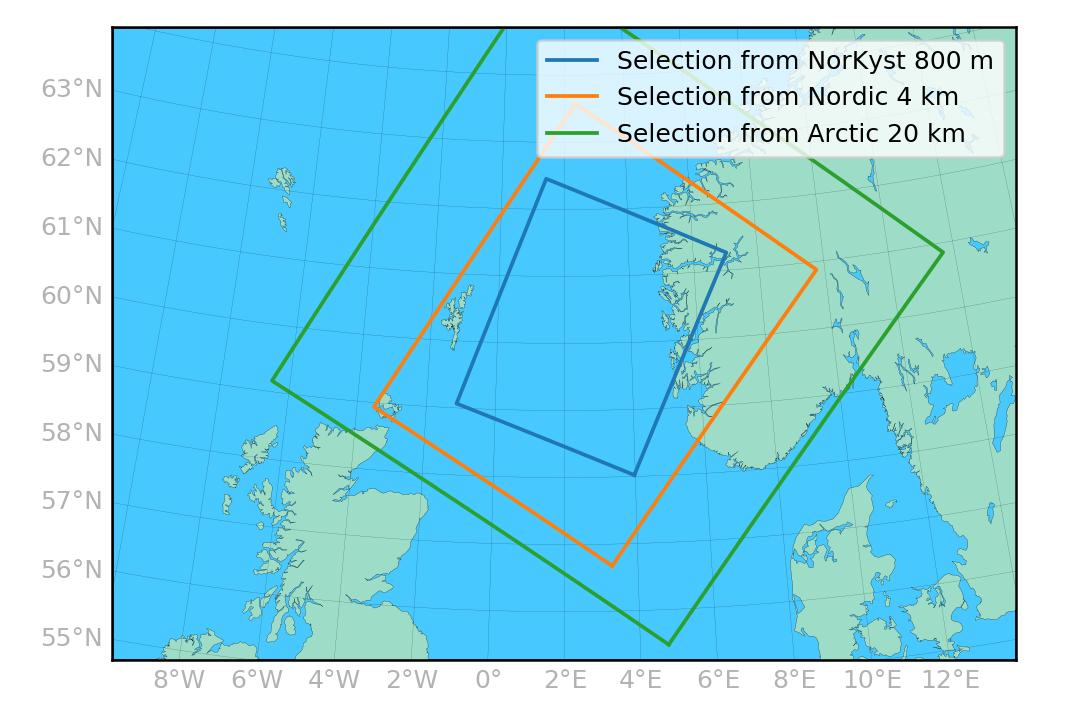 Selection from NorKyst 800 m
Selection from Nordic 4 km
Selection from Arctic 20 km
63°N
62°N
61°N
60°N
59°N
58°N
57°N
56°N
55°N
8°W 6°W 4°W 2°W 0° 2°E 4°E 6°E 8°E 10°E 12°E